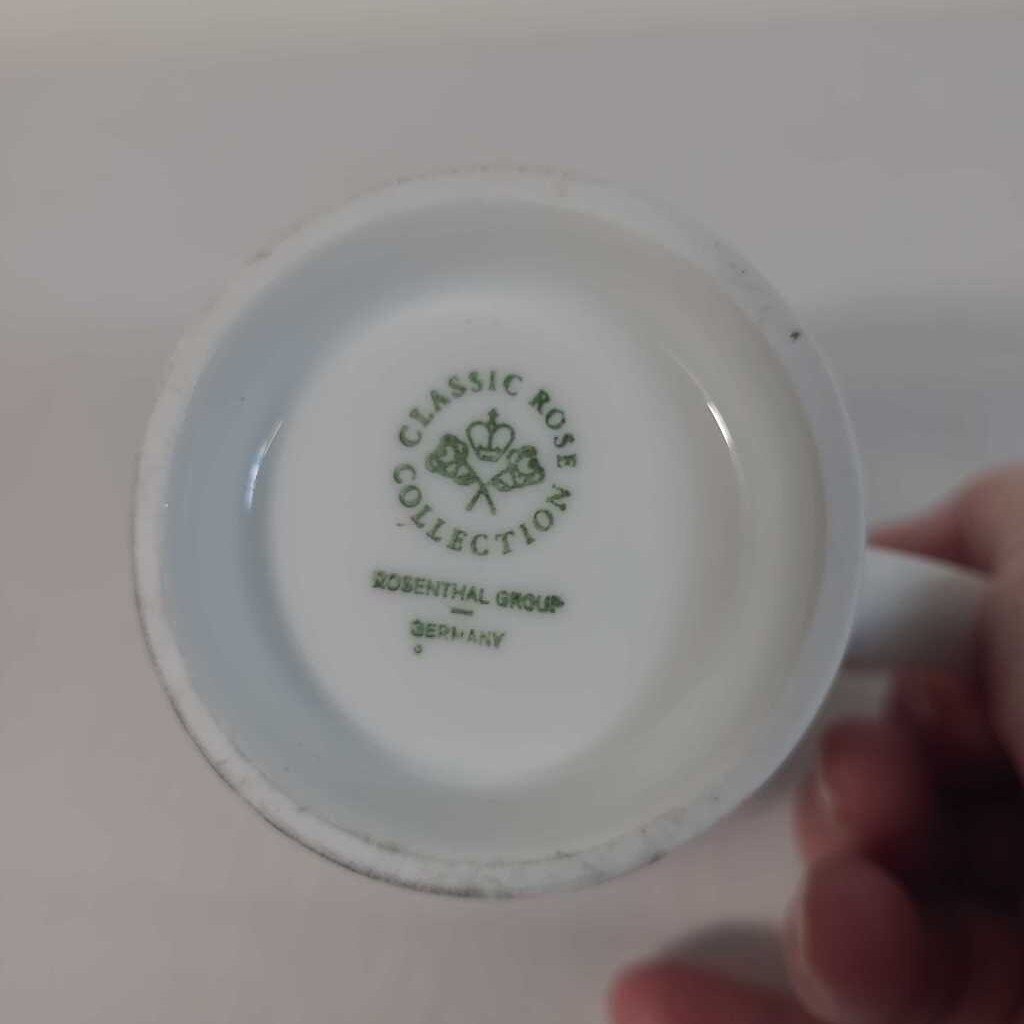 CLASSIC ROSE
COLLECTION
ROSENTHAL GROUP
GERMANY